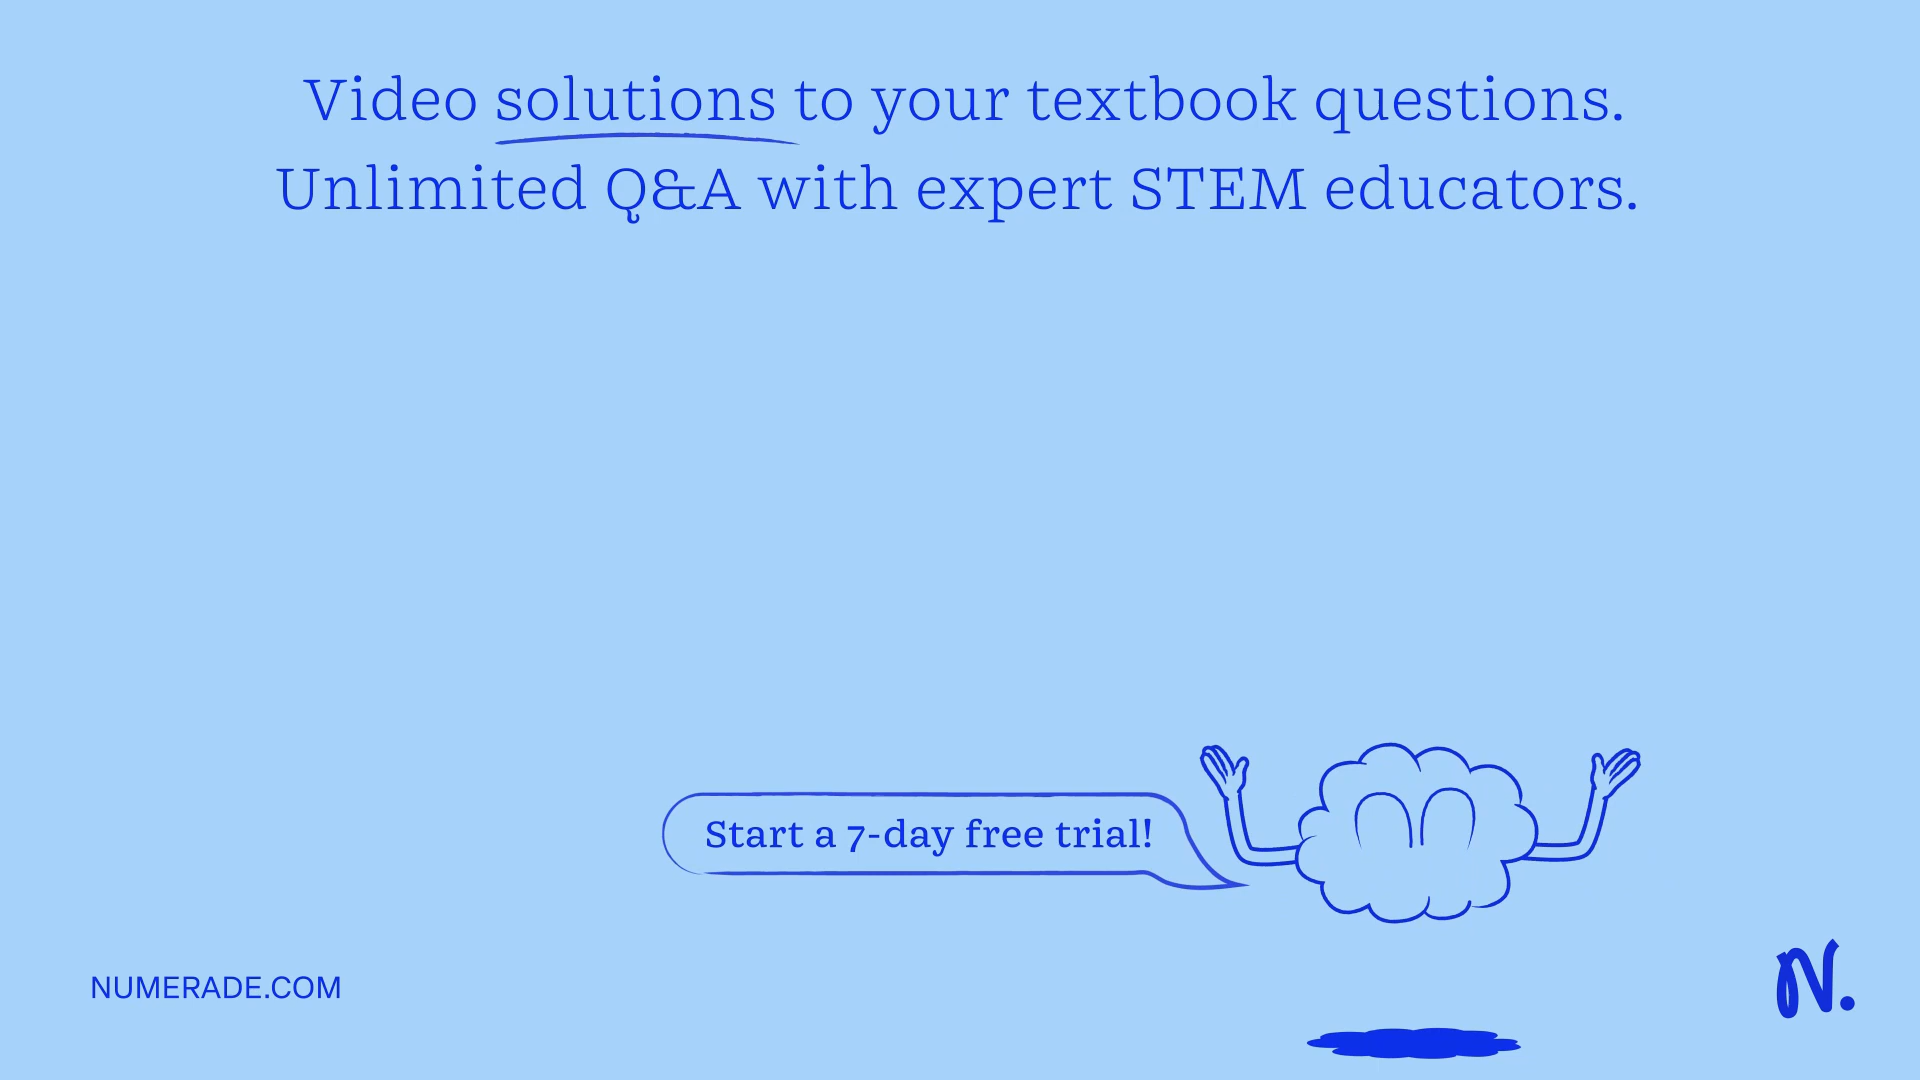 Video solutions to your textbook questions.
Unlimited Q&A with expert STEM educators.
Start a 7-day free trial!
NUMERADE.COM
N.